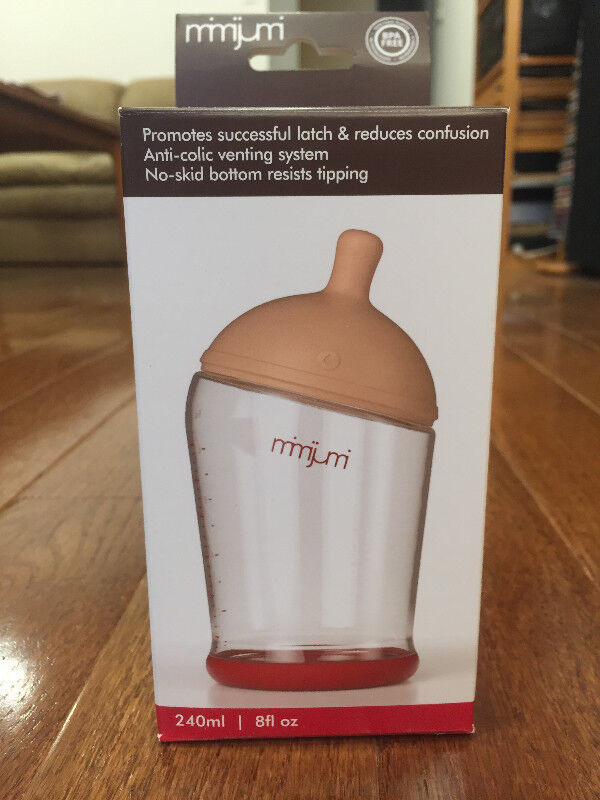 mimijumi
BPA
FREE
Promotes successful latch & reduces confusion
Anti-colic venting system
No-skid bottom resists tipping
mimijumi
240ml | 8fl oz